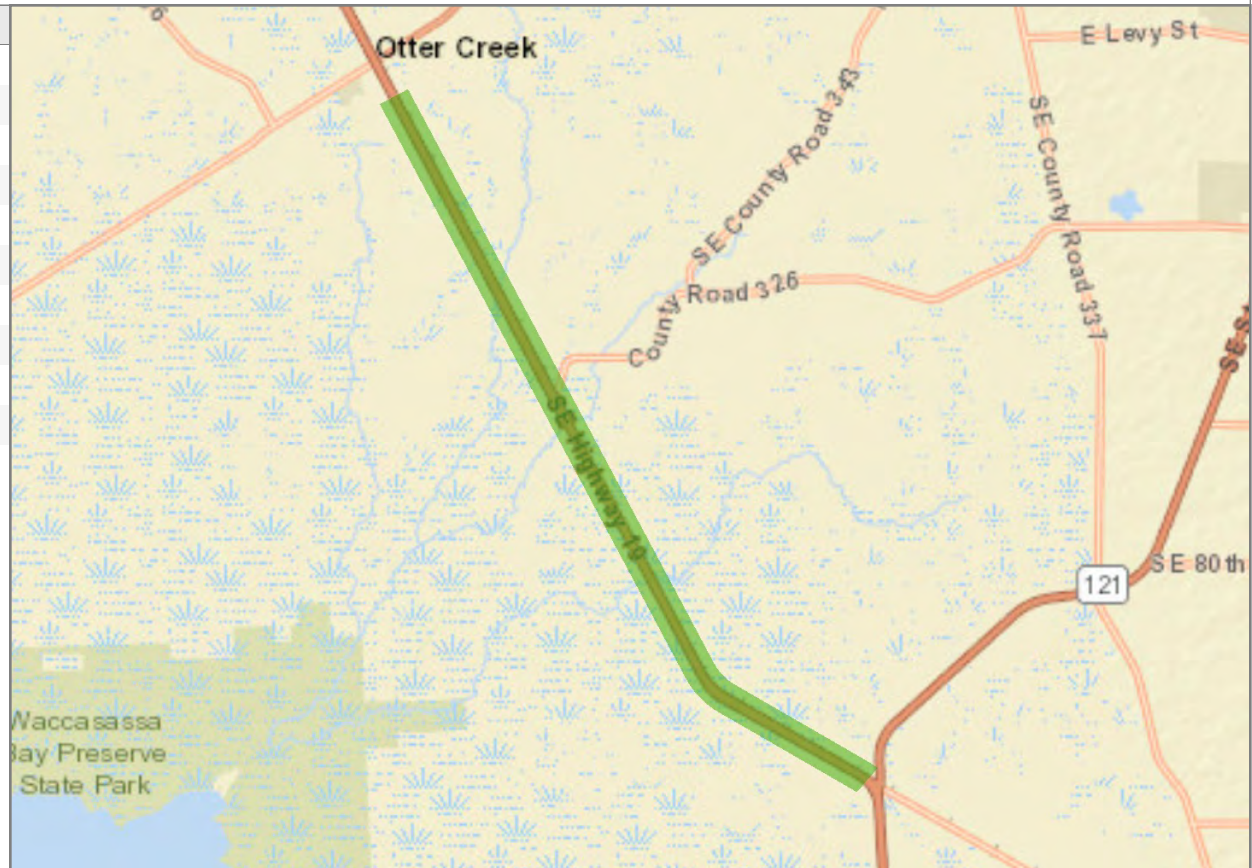 Otter Creek
E Levy St
SE County Road 343
SE County Road 337
County Road 326
SE Highway 19
121
SE 80th
Waccasassa
Bay Preserve
State Park